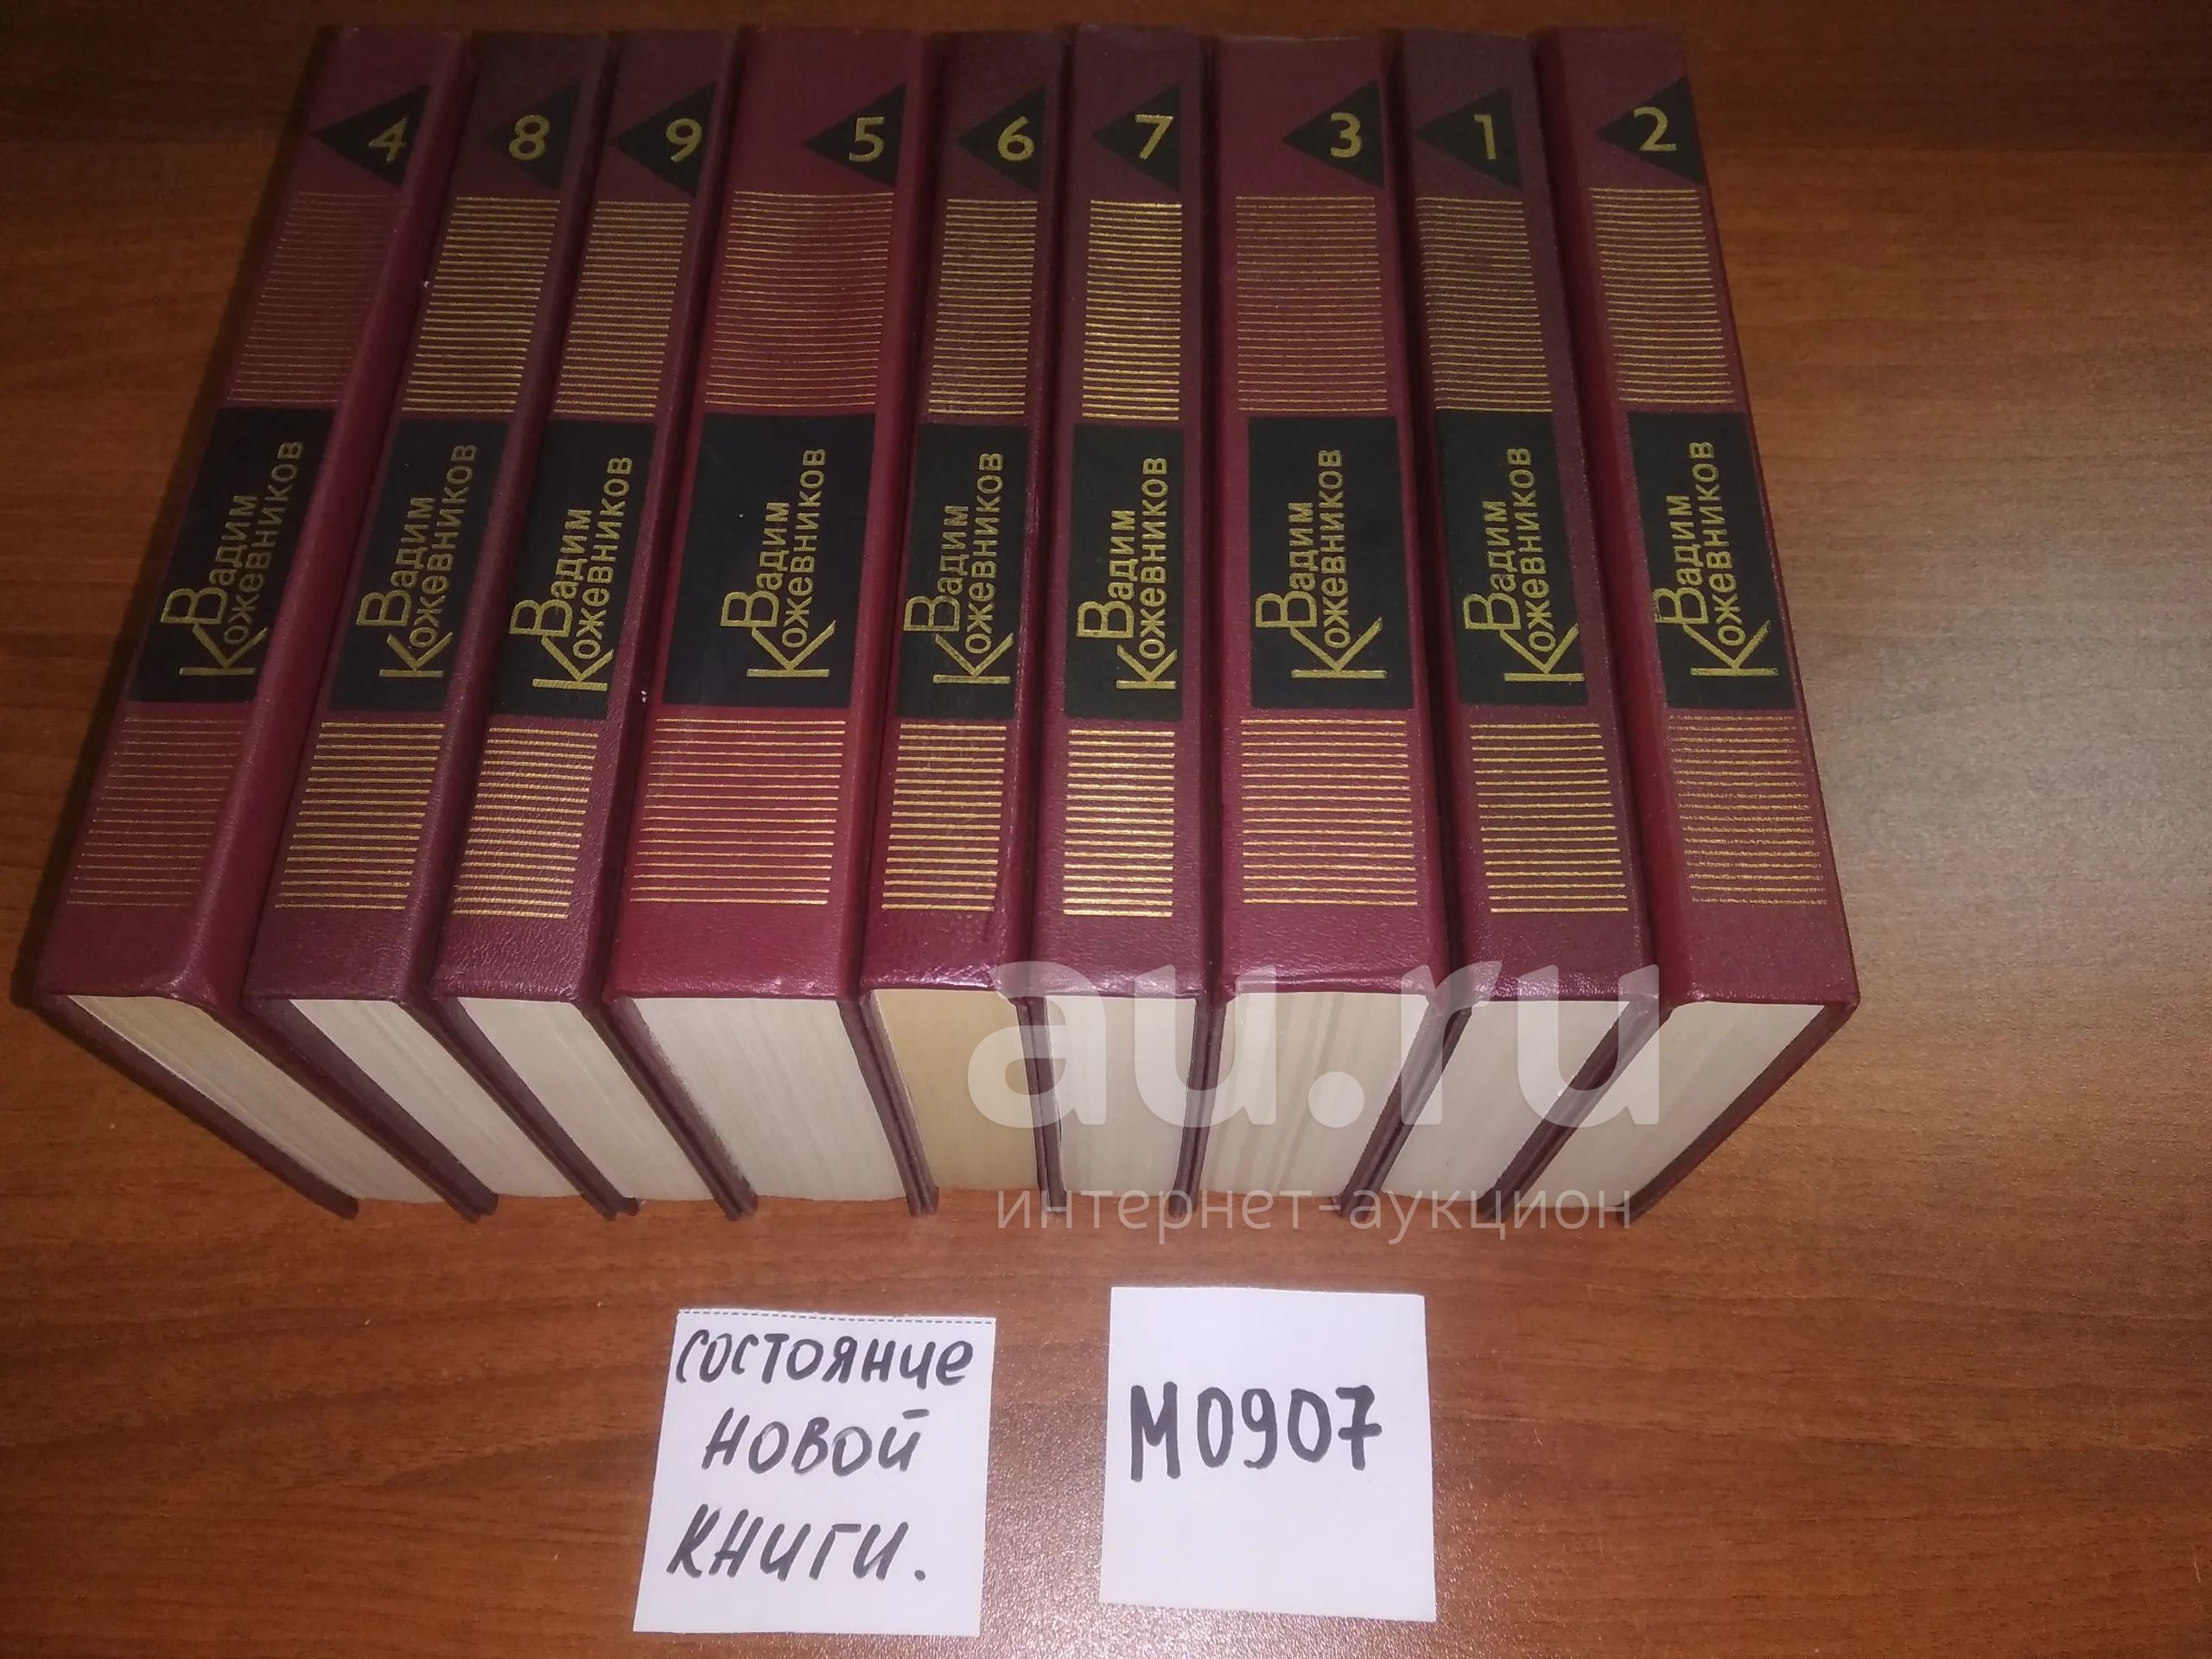 4
8
9
5
6
7
3
1
2
Вадим
Кожевников
Вадим
Кожевников
Вадим
Кожевников
Вадим
Кожевников
Вадим
Кожевников
Вадим
Кожевников
Вадим
Кожевников
Вадим
Кожевников
Вадим
Кожевников
au.ru
интернет-аукцион
состояние
новой
книги.
М0907